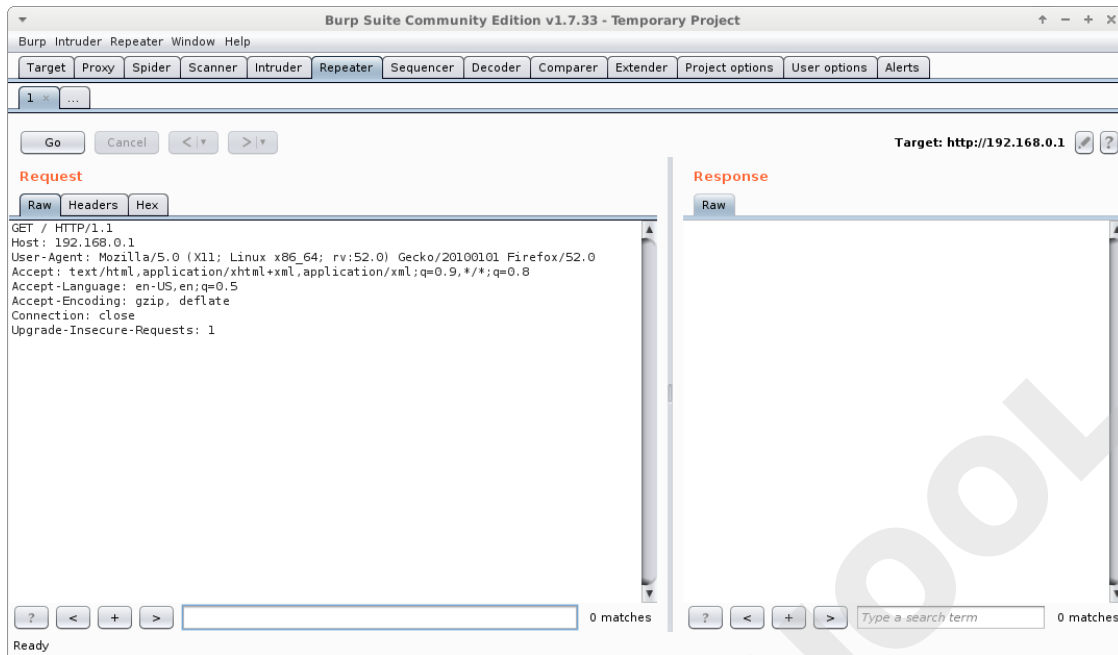 Burp Suite Community Edition v1.7.33 - Temporary Project
Burp Intruder Repeater Window Help
Target Proxy Spider Scanner Intruder Repeater Sequencer Decoder Comparer Extender Project options User options Alerts
1 × ...
Go Cancel < > Target: http://192.168.0.1 ?
Request Response
Raw Headers Hex Raw
GET / HTTP/1.1
Host: 192.168.0.1
User-Agent: Mozilla/5.0 (X11; Linux x86_64; rv:52.0) Gecko/20100101 Firefox/52.0
Accept: text/html,application/xhtml+xml,application/xml;q=0.9,*/*;q=0.8
Accept-Language: en-US,en;q=0.5
Accept-Encoding: gzip, deflate
Connection: close
Upgrade-Insecure-Requests: 1
? < + > 0 matches ? < + > Type a search term 0 matches
Ready